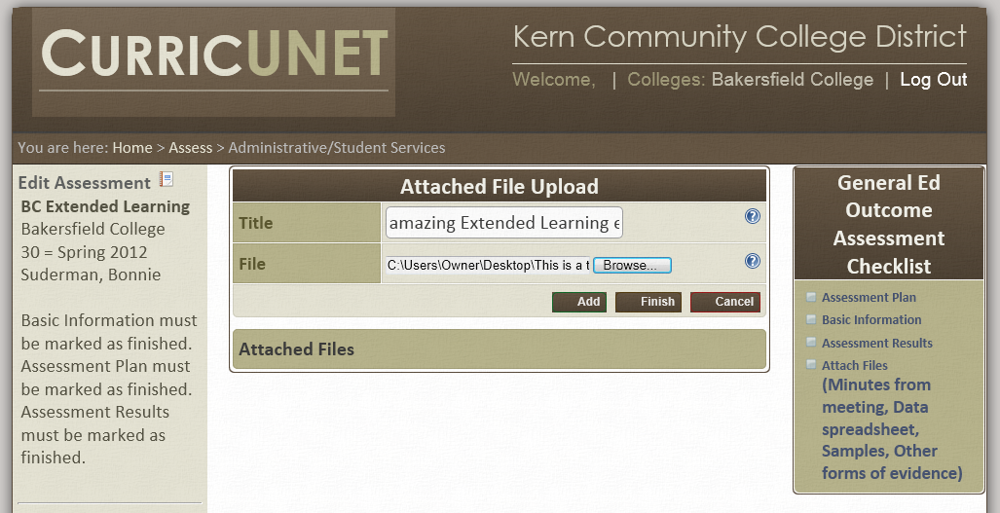 CURRICUNET
Kern Community College District
Welcome, | Colleges: Bakersfield College | Log Out
You are here: Home > Assess > Administrative/Student Services
Edit Assessment
BC Extended Learning
Bakersfield College
30 = Spring 2012
Suderman, Bonnie
Basic Information must
be marked as finished.
Assessment Plan must
be marked as finished.
Assessment Results
must be marked as
finished.
Attached File Upload
Title
amazing Extended Learning e
?
File
C:\Users\Owner\Desktop\This is a t
Browse...
?
Add
Finish
Cancel
Attached Files
General Ed
Outcome
Assessment
Checklist
Assessment Plan
Basic Information
Assessment Results
Attach Files
(Minutes from
meeting, Data
spreadsheet,
Samples, Other
forms of evidence)